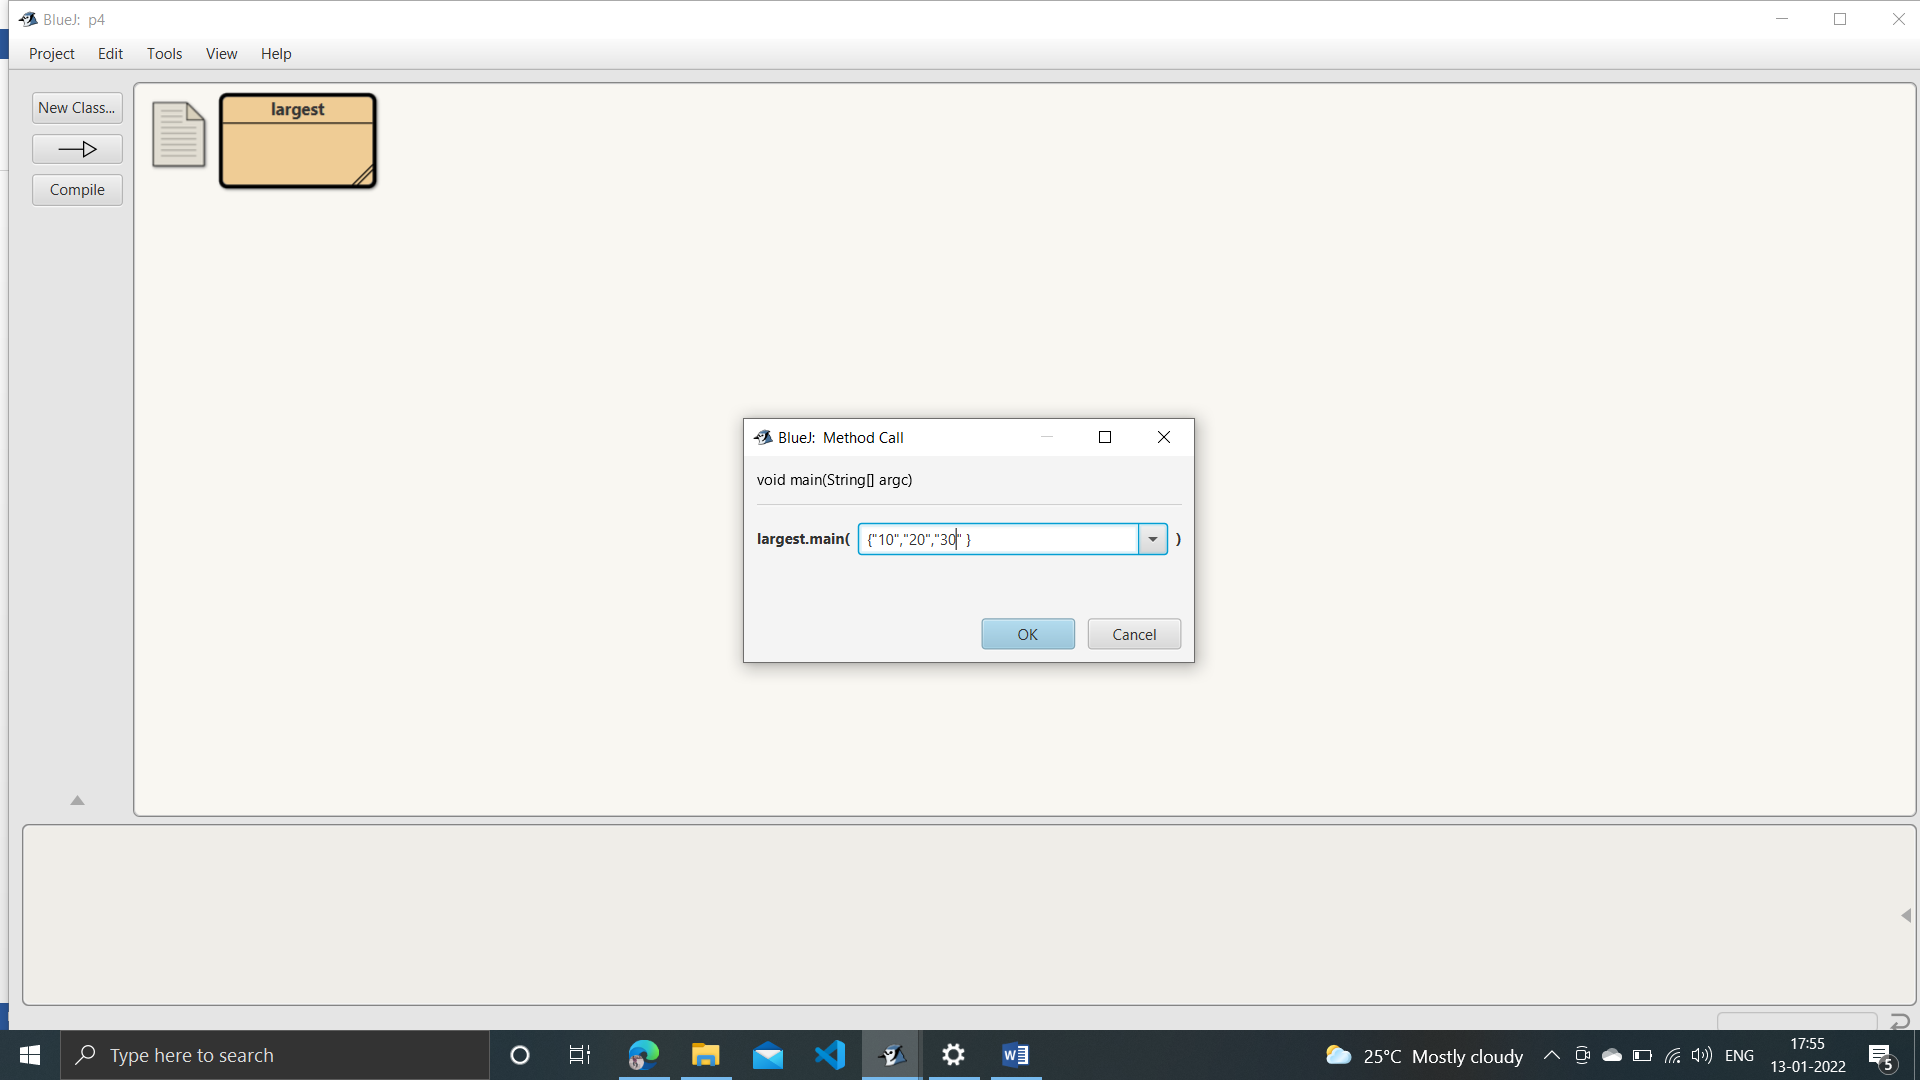 BlueJ: p4
Project Edit Tools View Help
New Class...
Compile
largest
BlueJ: Method Call
void main(String[] argc)
largest.main( {"10","20","30" } )
OK Cancel
Type here to search
25°C Mostly cloudy
ENG
17:55
13-01-2022
5